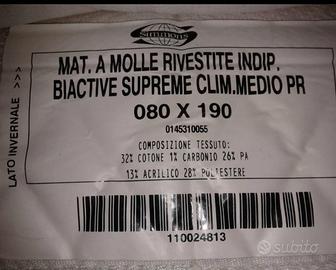 Simmons
MAT. A MOLLE RIVESTITE INDIP.
BIACTIVE SUPREME CLIM.MEDIO PR
080 X 190
0145310055
COMPOSIZIONE TESSUTO:
32% COTONE 1% CARBONIO 26% PA
13% ACRILICO 28% POLIESTERE
110024813
LATO INVERNALE >>>
subito